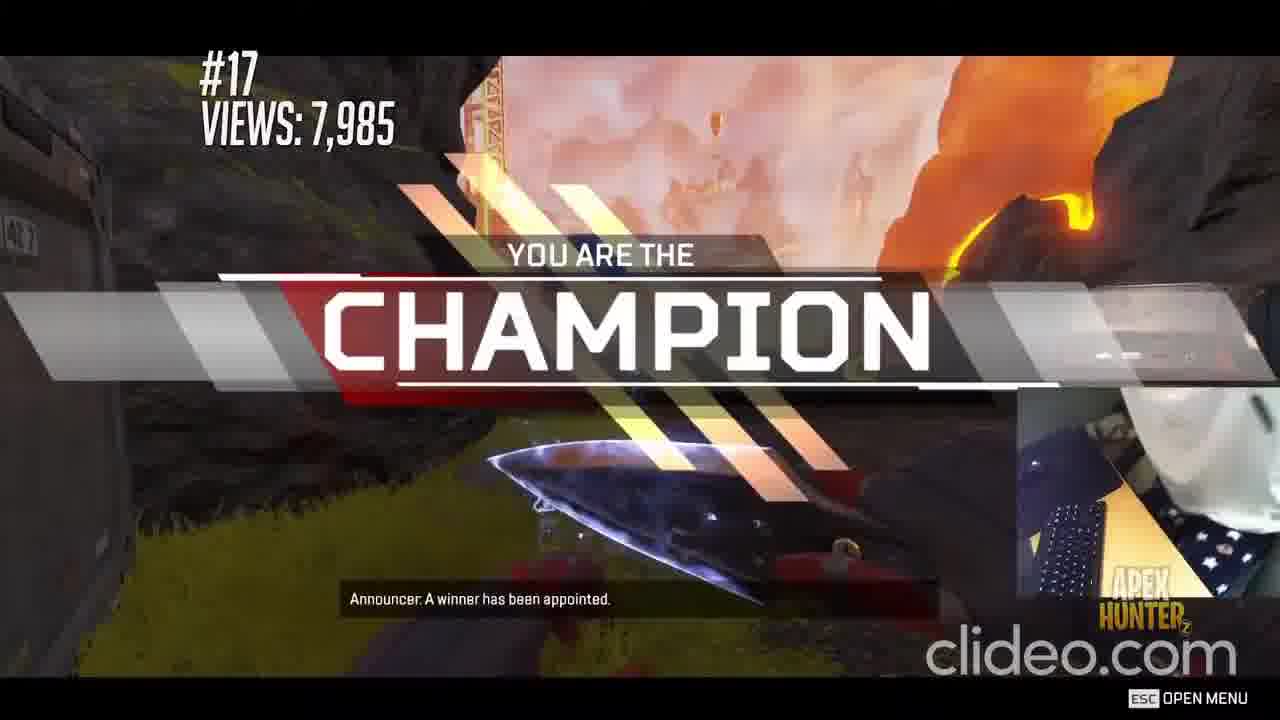 #17
VIEWS: 7,985
YOU ARE THE
CHAMPION
Announcer: A winner has been appointed.
APEX
HUNTERZ
clideo.com
ESC OPEN MENU